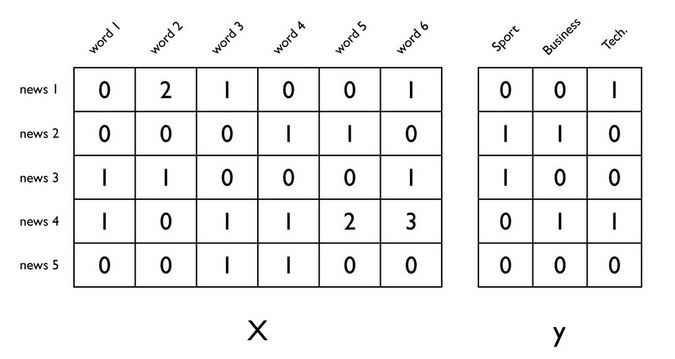 word 1 word 2 word 3 word 4 word 5 word 6 Sport Business Tech.
news 1 0 2 1 0 0 1 0 0 1
news 2 0 0 0 1 1 0 1 1 0
news 3 1 1 0 0 0 1 1 0 0
news 4 1 0 1 1 2 3 0 1 1
news 5 0 0 1 1 0 0 0 0 0
X y